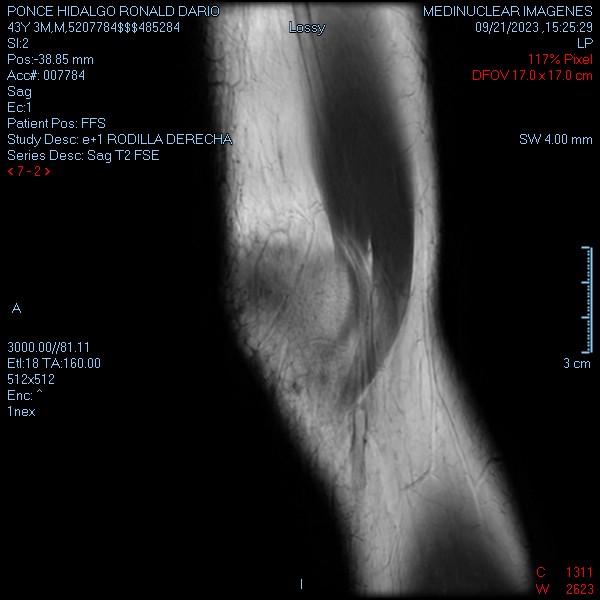 PONCE HIDALGO RONALD DARIO
43Y 3M,M,5207784$$$485284
Sl:2
Pos:-38.85 mm
Acc#: 007784
Sag
Ec:1
Patient Pos: FFS
Study Desc: e+1 RODILLA DERECHA
Series Desc: Sag T2 FSE
< 7 - 2 >
Lossy
MEDINUCLEAR IMAGENES
09/21/2023 ,15:25:29
LP
117% Pixel
DFOV 17.0 x 17.0 cm
SW 4.00 mm
A
3 cm
3000.00//81.11
Etl:18 TA:160.00
512x512
Enc: ^
1nex
I
C 1311
W 2623